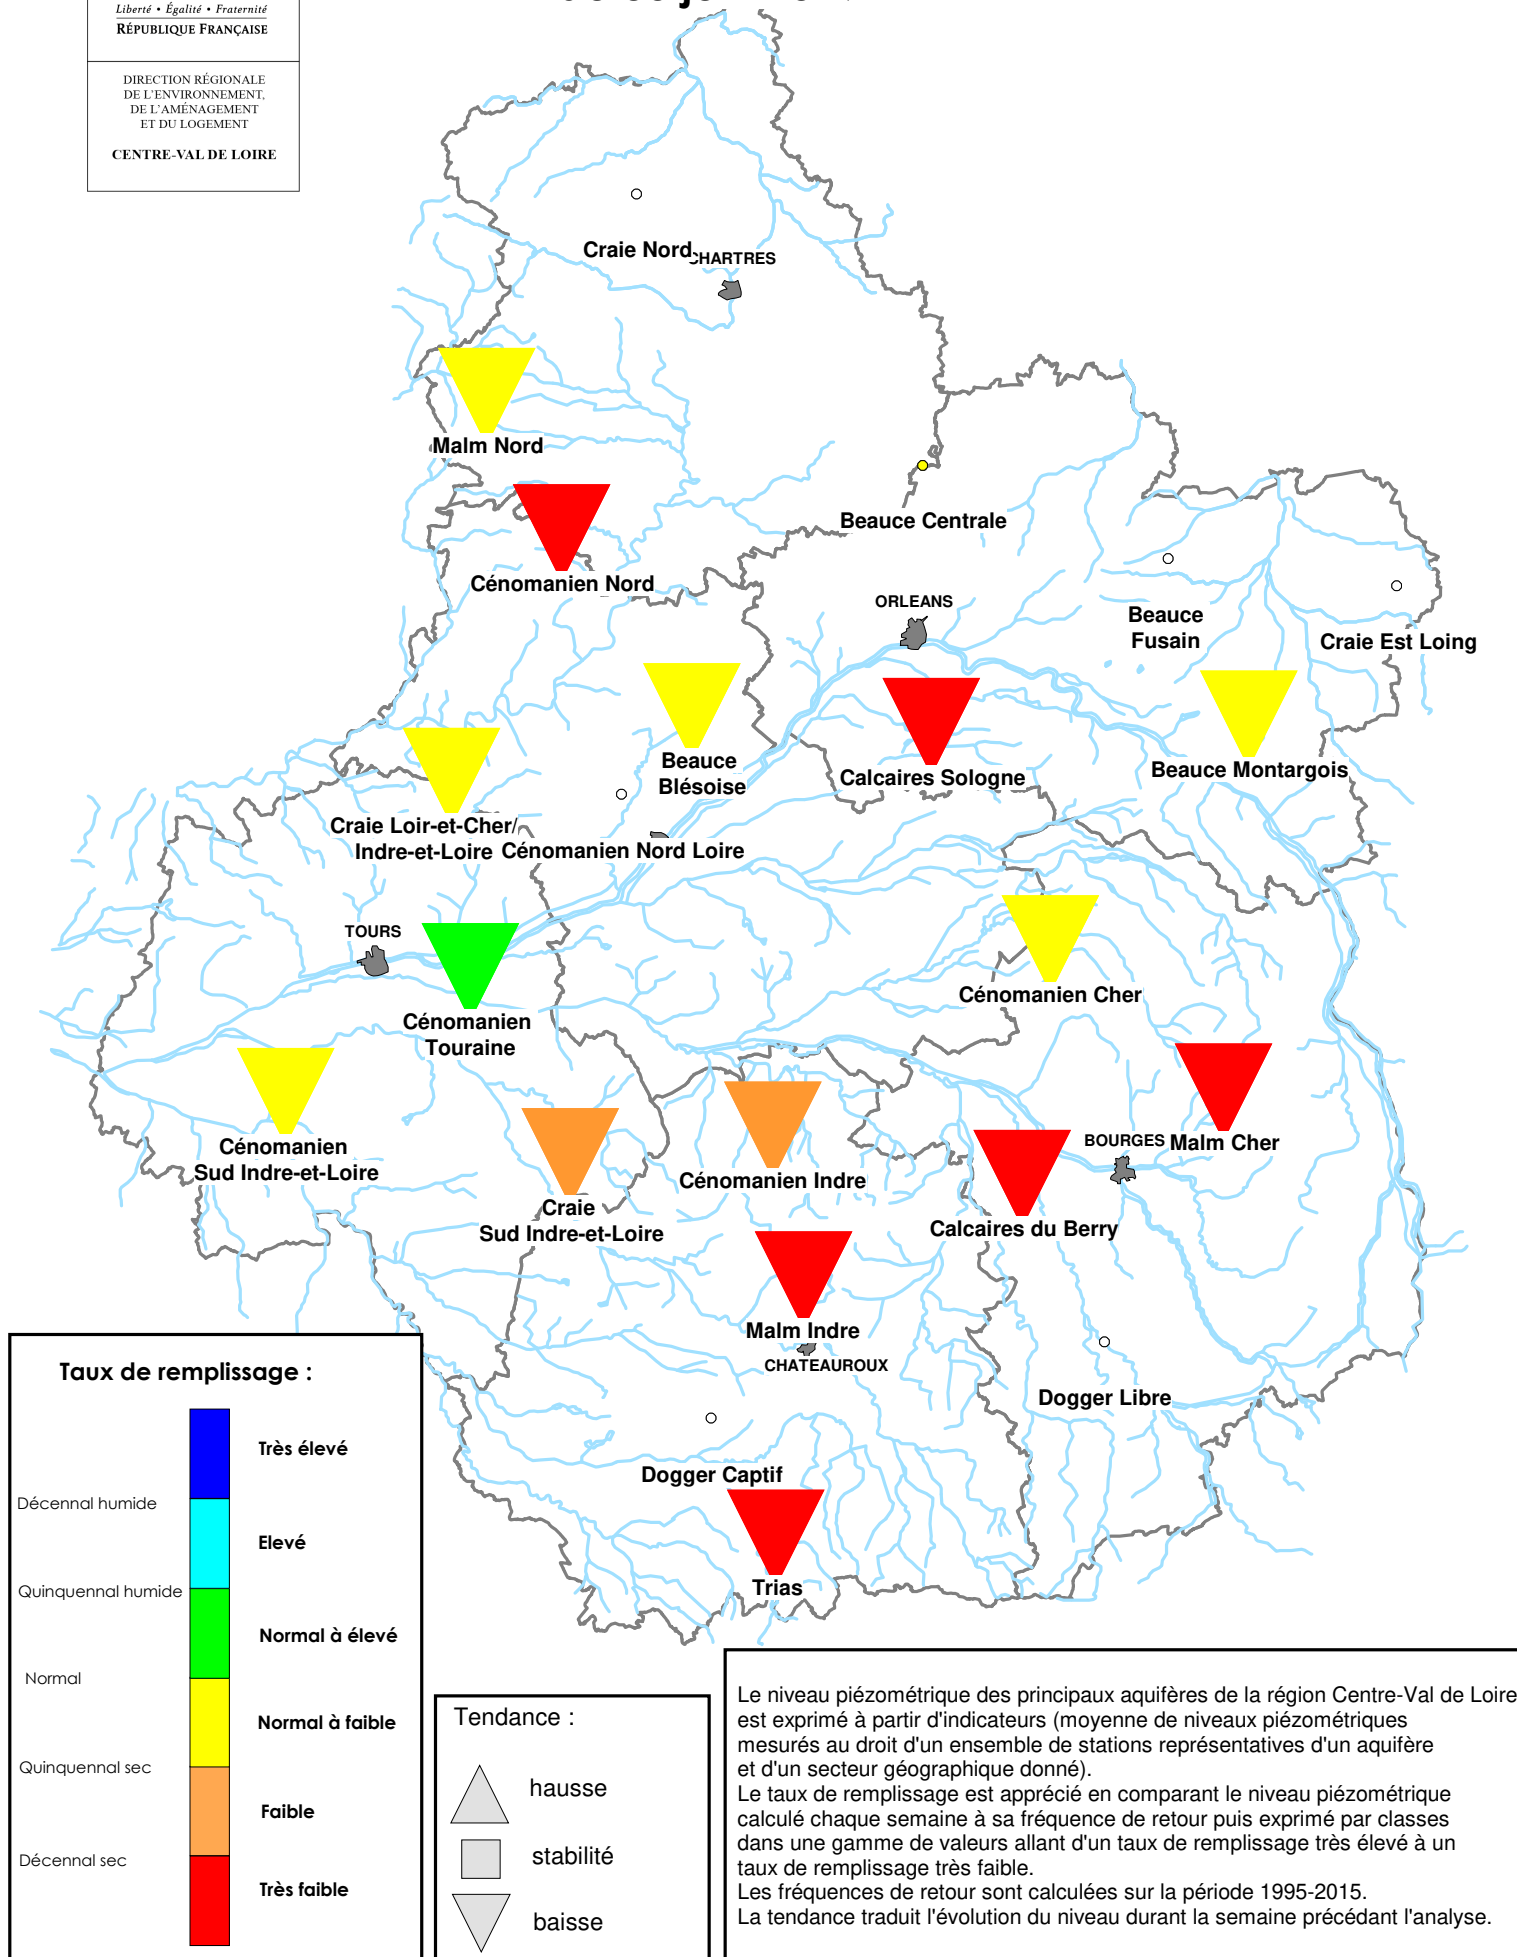 Liberté • Égalité • Fraternité
RÉPUBLIQUE FRANÇAISE
DIRECTION RÉGIONALE
DE L'ENVIRONNEMENT,
DE L'AMÉNAGEMENT
ET DU LOGEMENT
CENTRE-VAL DE LOIRE
Craie Nord
CHARTRES
Malm Nord
Beauce Centrale
Cénomanien Nord
ORLEANS
Beauce
Fusain
Craie Est Loing
Beauce
Blésoise
Calcaires Sologne
Beauce Montargois
Craie Loir-et-Cher/
Indre-et-Loire
Cénomanien Nord Loire
TOURS
Cénomanien Cher
Cénomanien
Touraine
Cénomanien
Sud Indre-et-Loire
BOURGES
Malm Cher
Cénomanien Indre
Craie
Sud Indre-et-Loire
Calcaires du Berry
Malm Indre
CHATEAUROUX
Dogger Libre
Dogger Captif
Trias
Taux de remplissage :
Très élevé
Décennal humide
Elevé
Quinquennal humide
Normal à élevé
Normal
Normal à faible
Quinquennal sec
Faible
Décennal sec
Très faible
Tendance :
hausse
stabilité
baisse
Le niveau piézométrique des principaux aquifères de la région Centre-Val de Loire
est exprimé à partir d'indicateurs (moyenne de niveaux piézométriques
mesurés au droit d'un ensemble de stations représentatives d'un aquifère
et d'un secteur géographique donné).
Le taux de remplissage est apprécié en comparant le niveau piézométrique
calculé chaque semaine à sa fréquence de retour puis exprimé par classes
dans une gamme de valeurs allant d'un taux de remplissage très élevé à un
taux de remplissage très faible.
Les fréquences de retour sont calculées sur la période 1995-2015.
La tendance traduit l'évolution du niveau durant la semaine précédant l'analyse.